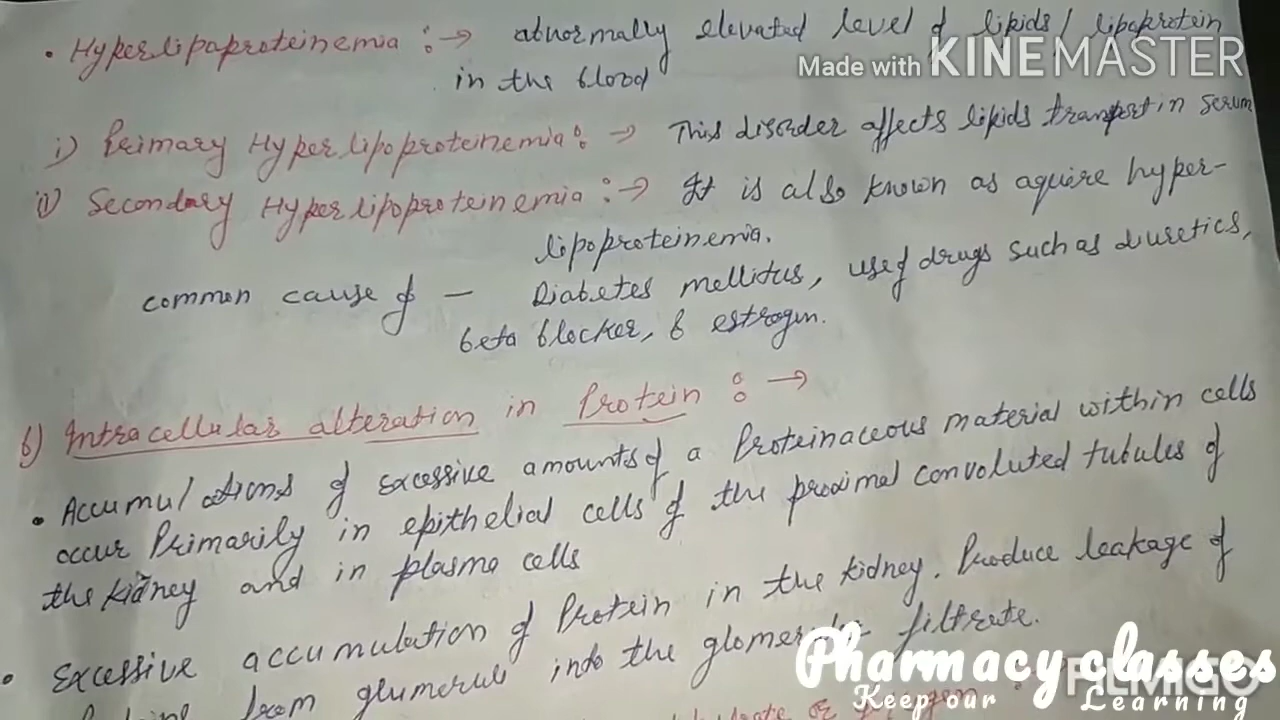 • Hyperlipoproteinemia :→ abnormally elevated level of lipids/ lipoprotein
in the blood
Made with KINEMASTER
i) Primary Hyperlipoproteinemia :→ This disorder affects lipids transport in serum
ii) Secondary Hyperlipoproteinemia :→ It is also known as aquire hyper-
lipoproteinemia.
common cause of — Diabetes mellitus, use of drugs such as diuretics,
beta blocker, & estrogen.
b) Intracellular alteration in Protein :→
• Accumulations of excessive amounts of a Proteinaceous material within cells
occur Primarily in epithelial cells of the proximal convoluted tubules of
the kidney and in plasma cells
• Excessive accumulation of Protein in the kidney. Produce leakage of
from glumerul into the glomerular filtrate.
Pharmacy classes
Keep our Learning
FILMIGO